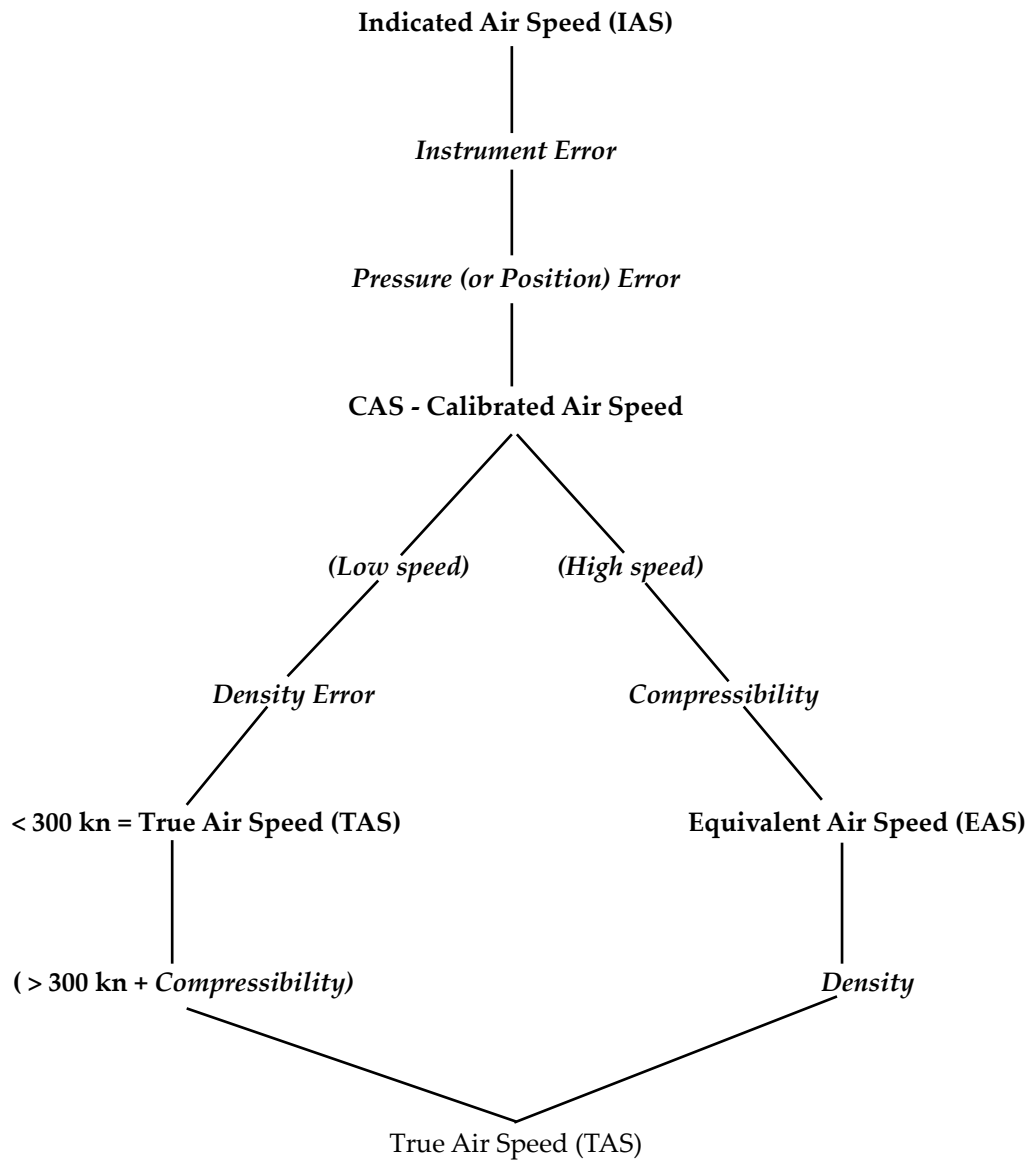 Indicated Air Speed (IAS)
Instrument Error
Pressure (or Position) Error
CAS - Calibrated Air Speed
(Low speed) (High speed)
Density Error Compressibility
< 300 kn = True Air Speed (TAS) Equivalent Air Speed (EAS)
( > 300 kn + Compressibility) Density
True Air Speed (TAS)